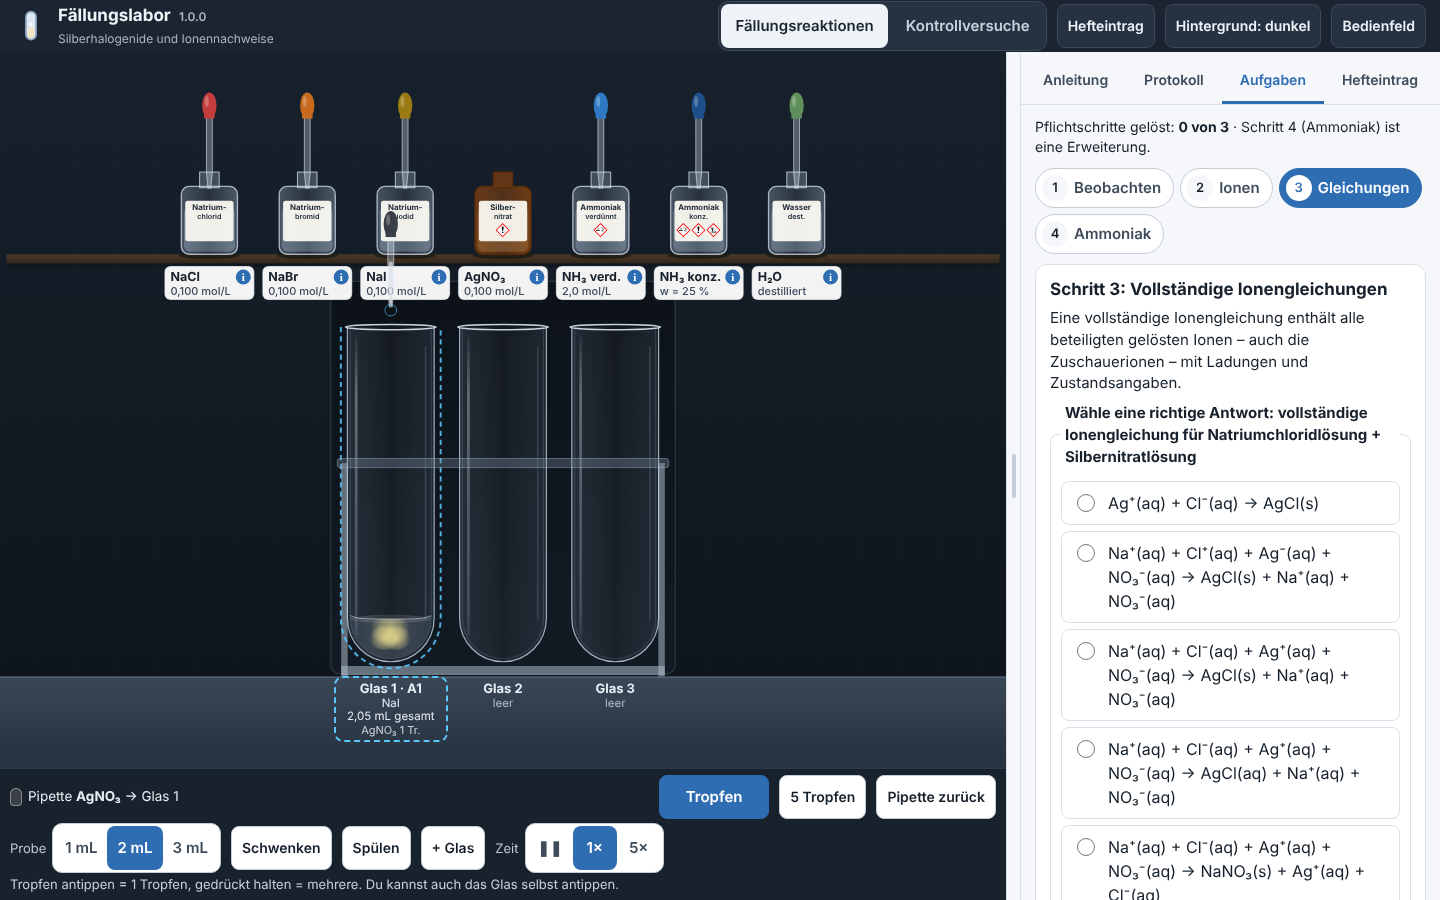 Fällungslabor 1.0.0
Silberhalogenide und Ionennachweise
Fällungsreaktionen
Kontrollversuche
Hefteintrag
Hintergrund: dunkel
Bedienfeld
Natrium-
chlorid
Natrium-
bromid
Natrium-
iodid
Silber-
nitrat
Ammoniak
verdünnt
Ammoniak
konz.
Wasser
dest.
NaCl i
0,100 mol/L
NaBr i
0,100 mol/L
NaI i
0,100 mol/L
AgNO₃ i
0,100 mol/L
NH₃ verd. i
2,0 mol/L
NH₃ konz. i
w = 25 %
H₂O i
destilliert
Glas 1 · A1
NaI
2,05 mL gesamt
AgNO₃ 1 Tr.
Glas 2
leer
Glas 3
leer
Pipette AgNO₃ → Glas 1
Tropfen
5 Tropfen
Pipette zurück
Probe
1 mL
2 mL
3 mL
Schwenken
Spülen
+ Glas
Zeit
1×
5×
Tropfen antippen = 1 Tropfen, gedrückt halten = mehrere. Du kannst auch das Glas selbst antippen.
Anleitung
Protokoll
Aufgaben
Hefteintrag
Pflichtschritte gelöst: 0 von 3 · Schritt 4 (Ammoniak) ist
eine Erweiterung.
1 Beobachten
2 Ionen
3 Gleichungen
4 Ammoniak
Schritt 3: Vollständige Ionengleichungen
Eine vollständige Ionengleichung enthält alle
beteiligten gelösten Ionen – auch die
Zuschauerionen – mit Ladungen und
Zustandsangaben.
Wähle eine richtige Antwort: vollständige
Ionengleichung für Natriumchloridlösung +
Silbernitratlösung
Ag⁺(aq) + Cl⁻(aq) → AgCl(s)
Na⁺(aq) + Cl⁺(aq) + Ag⁻(aq) +
NO₃⁻(aq) → AgCl(s) + Na⁺(aq) +
NO₃⁻(aq)
Na⁺(aq) + Cl⁻(aq) + Ag⁺(aq) +
NO₃⁻(aq) → AgCl(s) + Na⁺(aq) +
NO₃⁻(aq)
Na⁺(aq) + Cl⁻(aq) + Ag⁺(aq) +
NO₃⁻(aq) → AgCl(aq) + Na⁺(aq) +
NO₃⁻(aq)
Na⁺(aq) + Cl⁻(aq) + Ag⁺(aq) +
NO₃⁻(aq) → NaNO₃(s) + Ag⁺(aq) +
Cl⁻(aq)